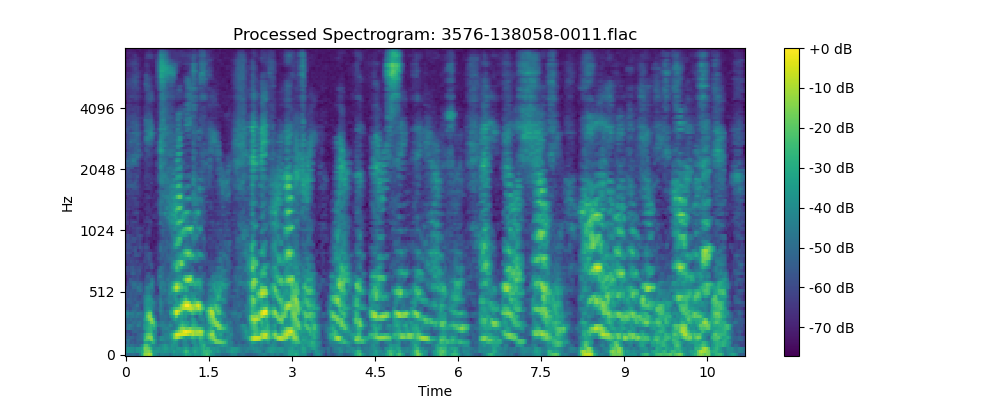 Processed Spectrogram: 3576-138058-0011.flac
+0 dB
-10 dB
-20 dB
-30 dB
-40 dB
-50 dB
-60 dB
-70 dB
4096
2048
1024
512
0
Hz
0 1.5 3 4.5 6 7.5 9 10
Time